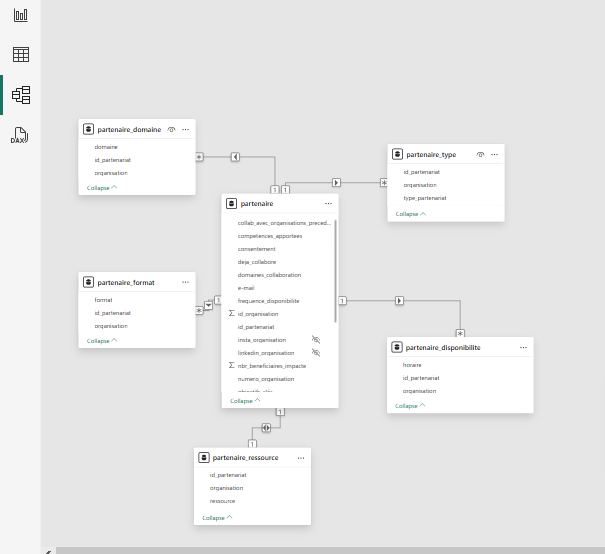 DAX
partenaire_domaine
domaine
id_partenariat
organisation
Collapse
partenaire_type
id_partenariat
organisation
type_partenariat
Collapse
partenaire
collab_avec_organisations_preced...
competences_apportees
consentement
deja_collabore
domaines_collaboration
e-mail
frequence_disponibilite
id_organisation
id_partenariat
insta_organisation
linkedin_organisation
nbr_beneficiaires_impacte
numero_organisation
Collapse
partenaire_format
format
id_partenariat
organisation
Collapse
partenaire_disponibilite
horaire
id_partenariat
organisation
Collapse
partenaire_ressource
id_partenariat
organisation
ressource
Collapse
1
1
1
1
1
1